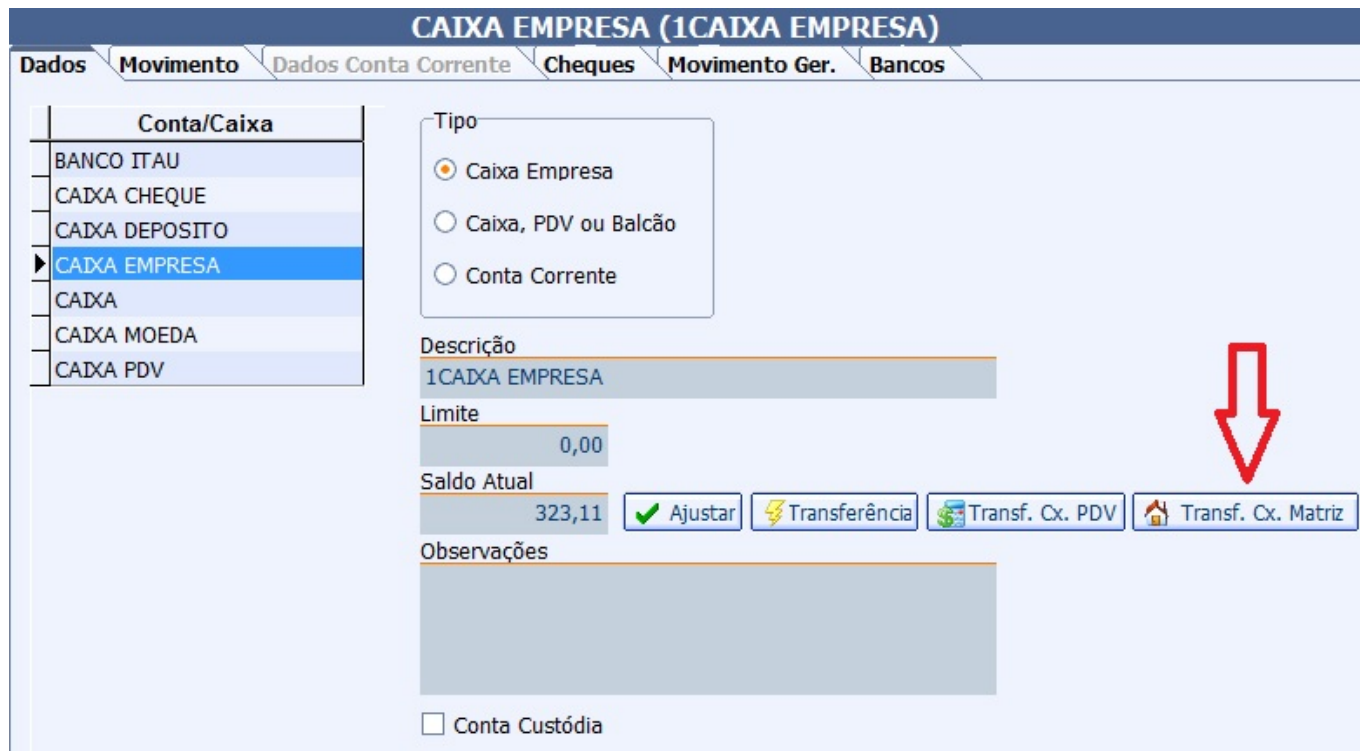 CAIXA EMPRESA (1CAIXA EMPRESA)
Dados Movimento Dados Conta Corrente Cheques Movimento Ger. Bancos
Conta/Caixa
BANCO ITAU
CAIXA CHEQUE
CAIXA DEPOSITO
CAIXA EMPRESA
CAIXA
CAIXA MOEDA
CAIXA PDV
Tipo
Caixa Empresa
Caixa, PDV ou Balcão
Conta Corrente
Descrição
1CAIXA EMPRESA
Limite
0,00
Saldo Atual
323,11 Ajustar Transferência Transf. Cx. PDV Transf. Cx. Matriz
Observações
Conta Custódia